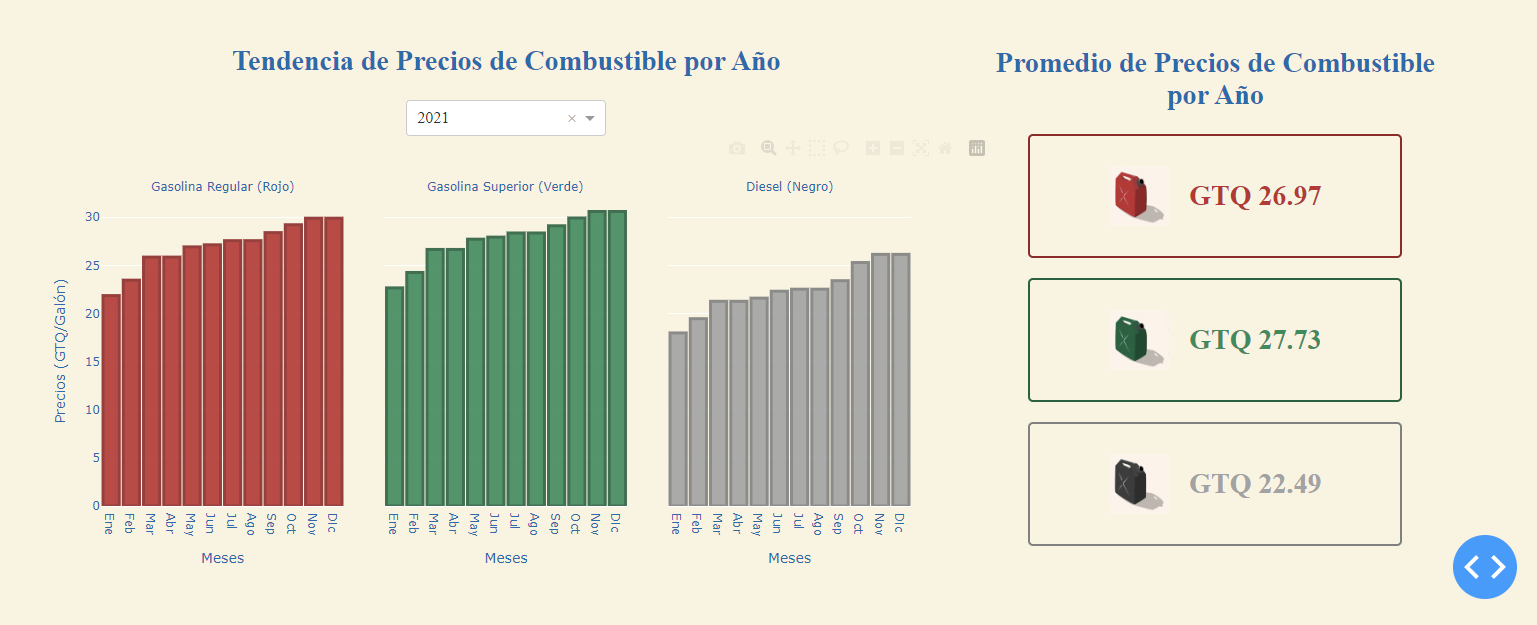 Tendencia de Precios de Combustible por Año
2021
Gasolina Regular (Rojo)
Gasolina Superior (Verde)
Diesel (Negro)
Precios (GTQ/Galón)
30
25
20
15
10
5
0
Ene Feb Mar Abr May Jun Jul Ago Sep Oct Nov Dic
Ene Feb Mar Abr May Jun Jul Ago Sep Oct Nov Dic
Ene Feb Mar Abr May Jun Jul Ago Sep Oct Nov Dic
Meses
Meses
Meses
Promedio de Precios de Combustible
por Año
GTQ 26.97
GTQ 27.73
GTQ 22.49